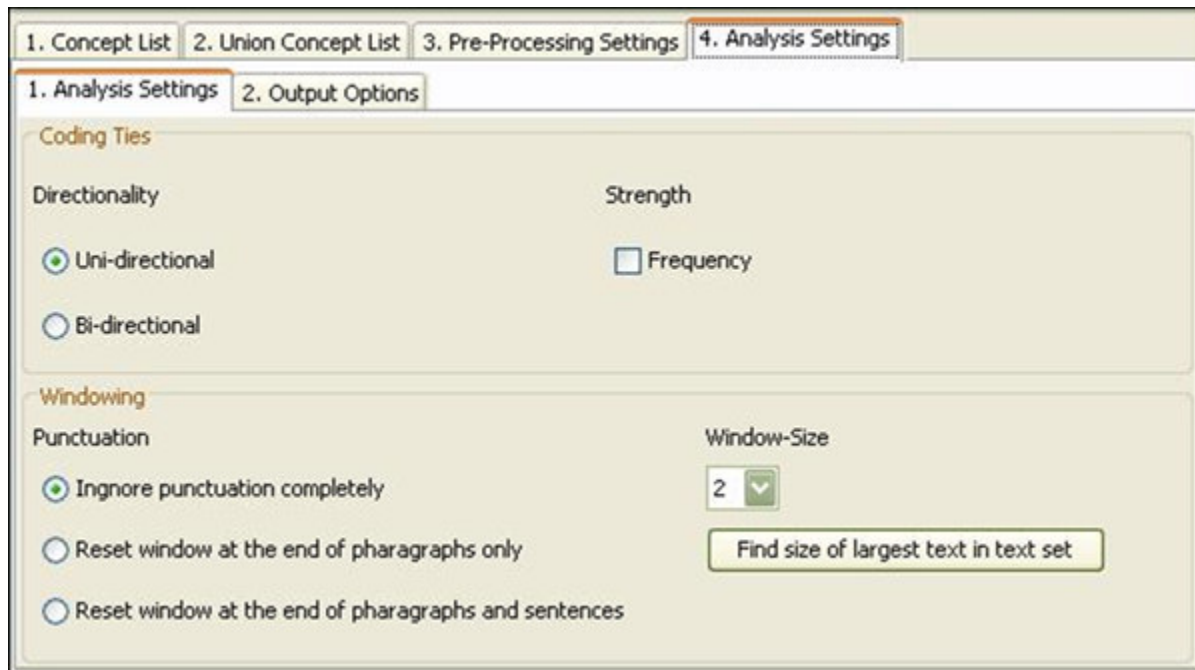 1. Concept List 2. Union Concept List 3. Pre-Processing Settings 4. Analysis Settings
1. Analysis Settings 2. Output Options
Coding Ties
Directionality Strength
Uni-directional Frequency
Bi-directional
Windowing
Punctuation Window-Size
Ingnore punctuation completely 2
Reset window at the end of pharagraphs only Find size of largest text in text set
Reset window at the end of pharagraphs and sentences